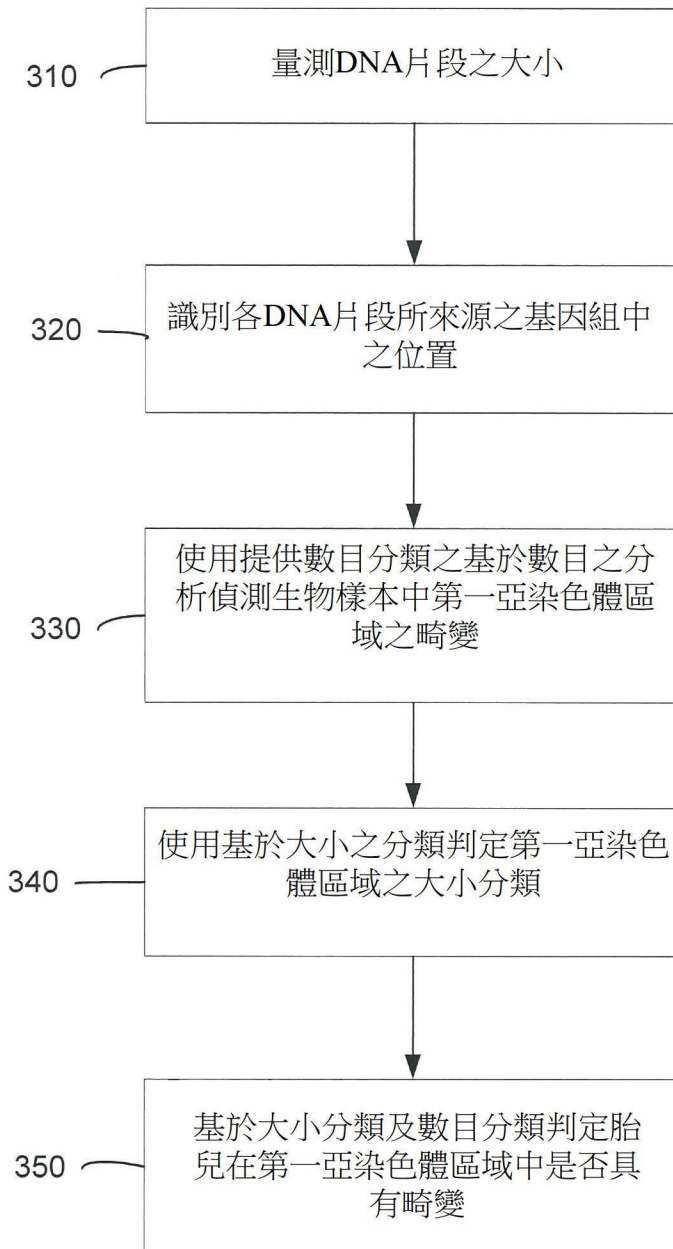 310
量測DNA片段之大小
320
識別各DNA片段所來源之基因組中
之位置
330
使用提供數目分類之基於數目之分
析偵測生物樣本中第一亞染色體區
域之畸變
340
使用基於大小之分類判定第一亞染色
體區域之大小分類
350
基於大小分類及數目分類判定胎
兒在第一亞染色體區域中是否具
有畸變